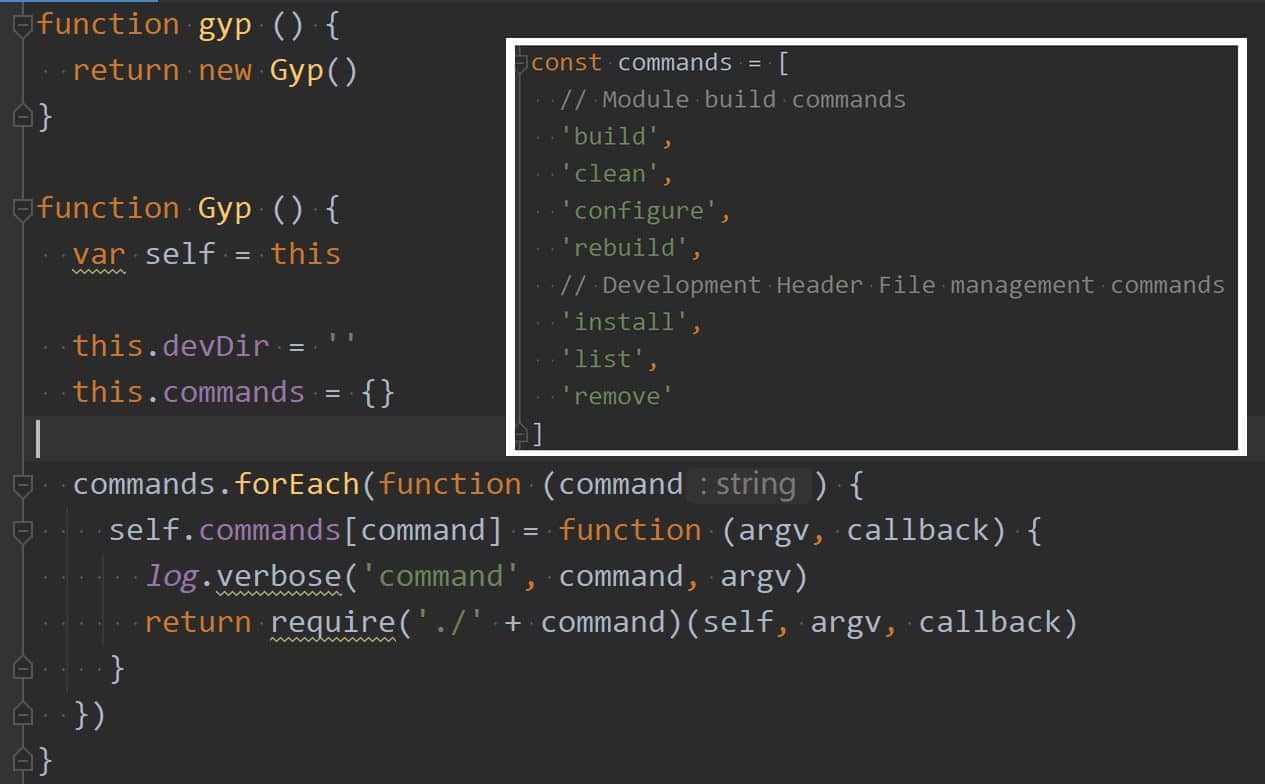 function gyp () {
  return new Gyp()
}

function Gyp () {
  var self = this

  this.devDir = ''
  this.commands = {}

  commands.forEach(function (command : string ) {
    self.commands[command] = function (argv, callback) {
      log.verbose('command', command, argv)
      return require('./' + command)(self, argv, callback)
    }
  })
}
const commands = [
  // Module build commands
  'build',
  'clean',
  'configure',
  'rebuild',
  // Development Header File management commands
  'install',
  'list',
  'remove'
]